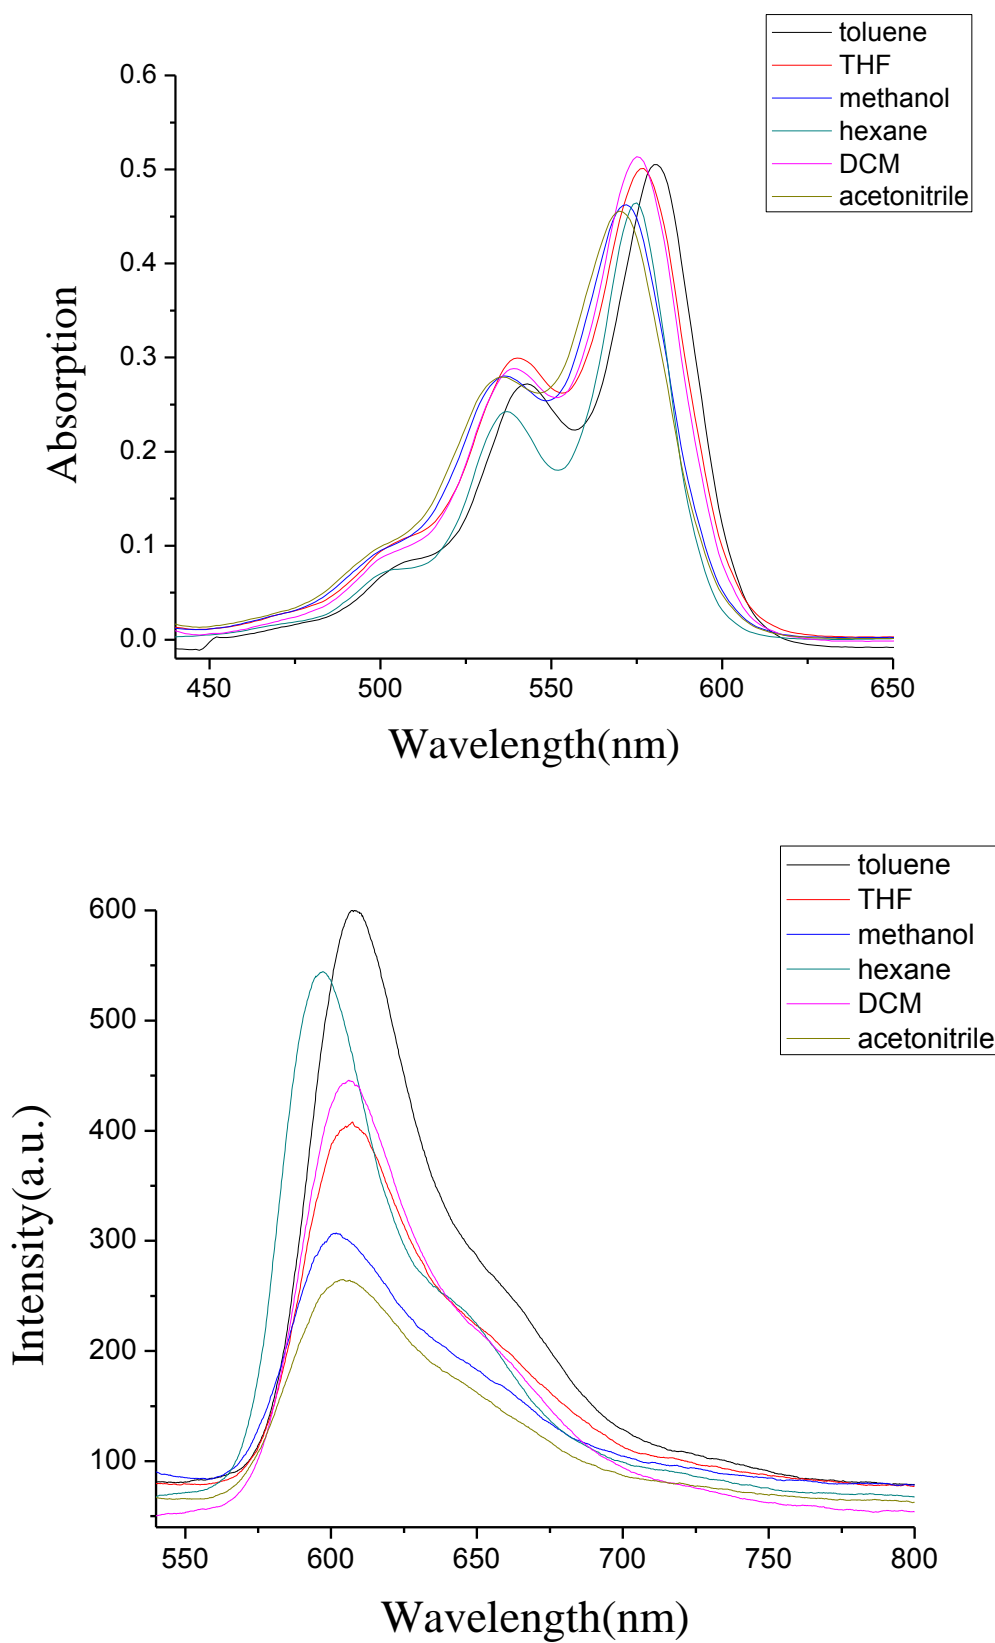 toluene
THF
methanol
hexane
DCM
acetonitrile
0.6
0.5
0.4
0.3
0.2
0.1
0.0
Absorption
450 500 550 600 650
Wavelength(nm)
toluene
THF
methanol
hexane
DCM
acetonitrile
600
500
400
300
200
100
Intensity(a.u.)
550 600 650 700 750 800
Wavelength(nm)